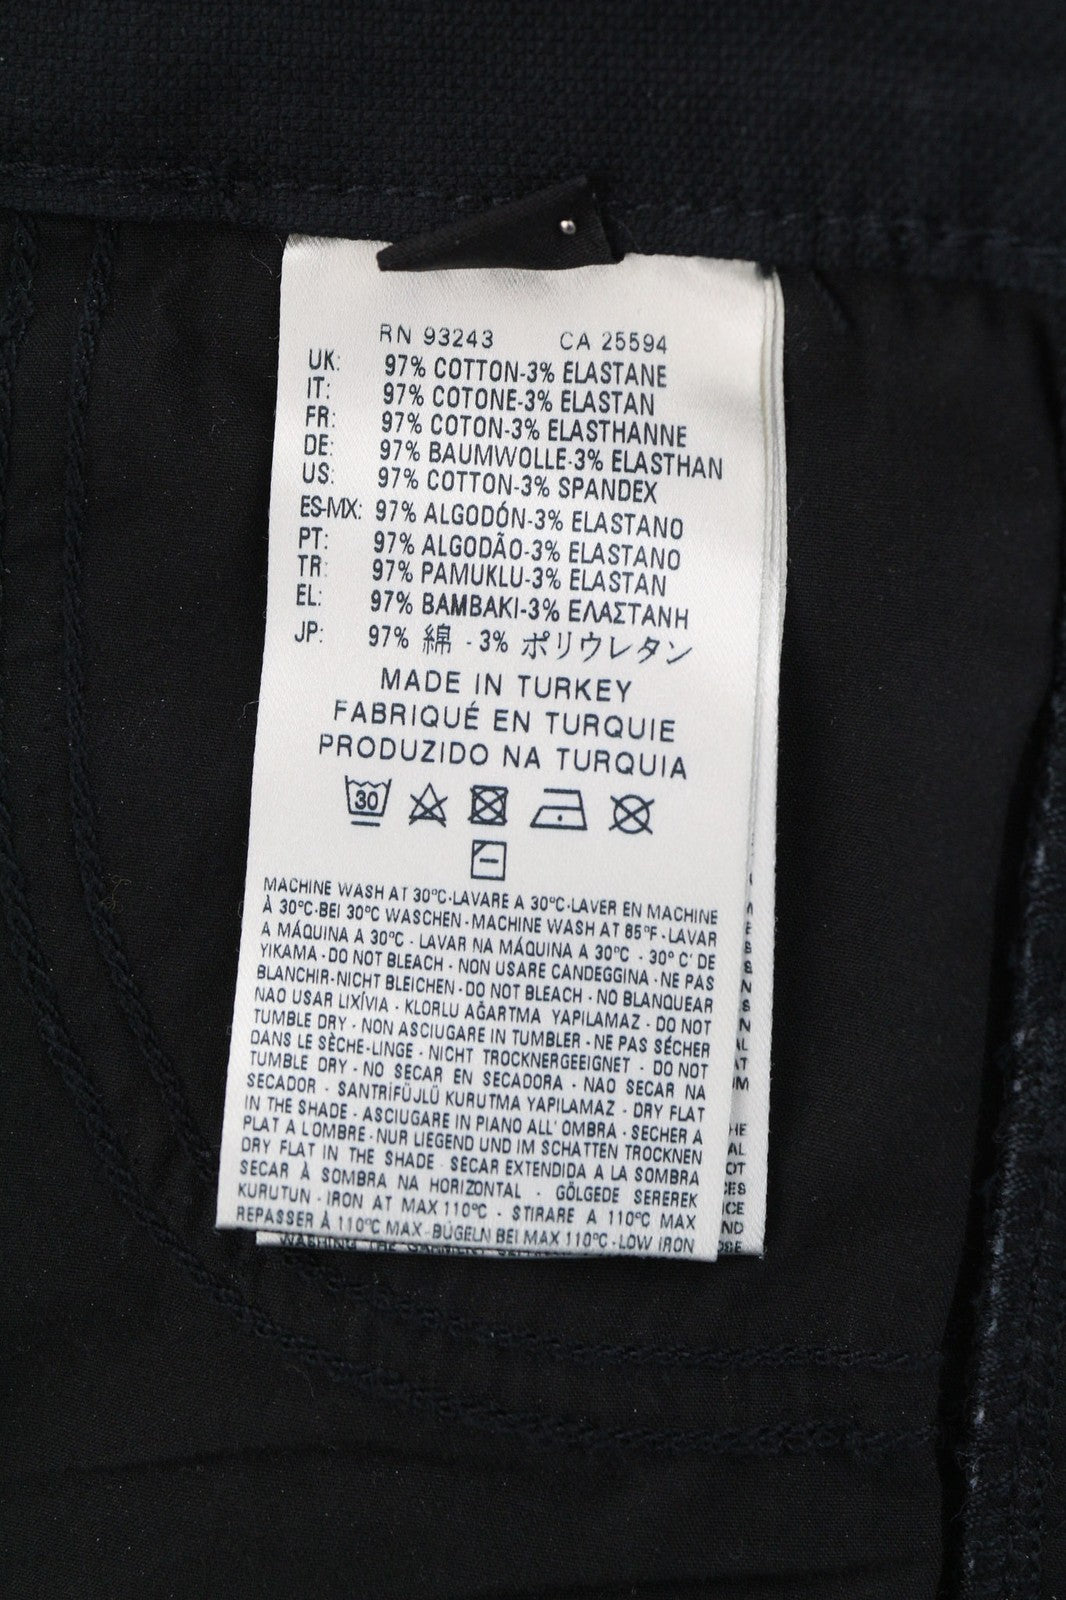 RN 93243 CA 25594
UK: 97% COTTON-3% ELASTANE
IT: 97% COTONE-3% ELASTAN
FR: 97% COTON-3% ELASTHANNE
DE: 97% BAUMWOLLE-3% ELASTHAN
US: 97% COTTON-3% SPANDEX
ES-MX: 97% ALGODÓN-3% ELASTANO
PT: 97% ALGODÃO-3% ELASTANO
TR: 97% PAMUKLU-3% ELASTAN
EL: 97% BAMBAKI-3% ΕΛΑΣΤΑΝΗ
JP: 97% 綿 - 3% ポリウレタン
MADE IN TURKEY
FABRIQUÉ EN TURQUIE
PRODUZIDO NA TURQUIA
30
MACHINE WASH AT 30°C-LAVARE A 30°C-LAVER EN MACHINE
À 30°C-BEI 30°C WASCHEN-MACHINE WASH AT 85°F-LAVAR
A MÁQUINA A 30°C - LAVAR NA MÁQUINA A 30°C - 30° C' DE
YIKAMA - DO NOT BLEACH - NON USARE CANDEGGINA - NE PAS
BLANCHIR-NICHT BLEICHEN-DO NOT BLEACH - NO BLANQUEAR
NAO USAR LIXÍVIA - KLORLU AĞARTMA YAPILAMAZ - DO NOT
TUMBLE DRY - NON ASCIUGARE IN TUMBLER - NE PAS SÉCHER
DANS LE SÈCHE-LINGE - NICHT TROCKNERGEEIGNET - DO NOT
TUMBLE DRY - NO SECAR EN SECADORA - NAO SECAR NA
SECADOR - SANTRİFÜJLÜ KURUTMA YAPILAMAZ - DRY FLAT
IN THE SHADE - ASCIUGARE IN PIANO ALL' OMBRA - SECHER A
PLAT A L'OMBRE - NUR LIEGEND UND IM SCHATTEN TROCKNEN
DRY FLAT IN THE SHADE - SECAR EXTENDIDA A LA SOMBRA
SECAR À SOMBRA NA HORIZONTAL - GÖLGEDE SEREREK
KURUTUN - IRON AT MAX 110°C - STIRARE A 110°C MAX
REPASSER À 110°C MAX - BÜGELN BEI MAX 110°C - LOW IRON
WASHING THE GARMENT